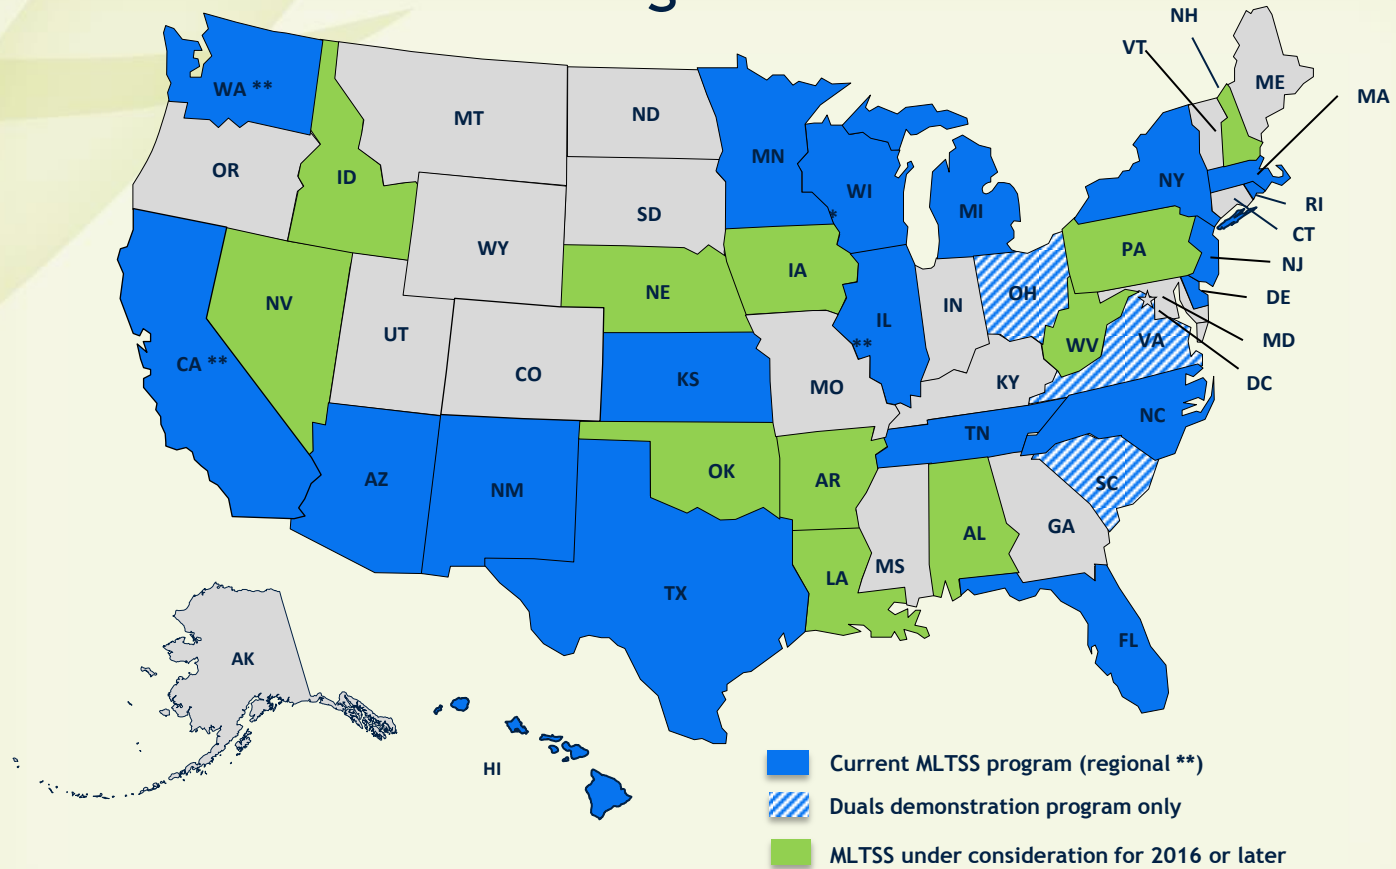 NH
VT
ME
WA **
MA
MT
ND
MN
OR
ID
WI
NY
MI
SD
RI
*
CT
WY
PA
NJ
IA
NE
OH
DE
NV
IN
IL
UT
WV
VA
MD
**
CA **
CO
KS
MO
KY
DC
NC
TN
AZ
OK
AR
NM
SC
GA
AL
MS
LA
TX
FL
AK
HI
Current MLTSS program (regional **)
Duals demonstration program only
MLTSS under consideration for 2016 or later